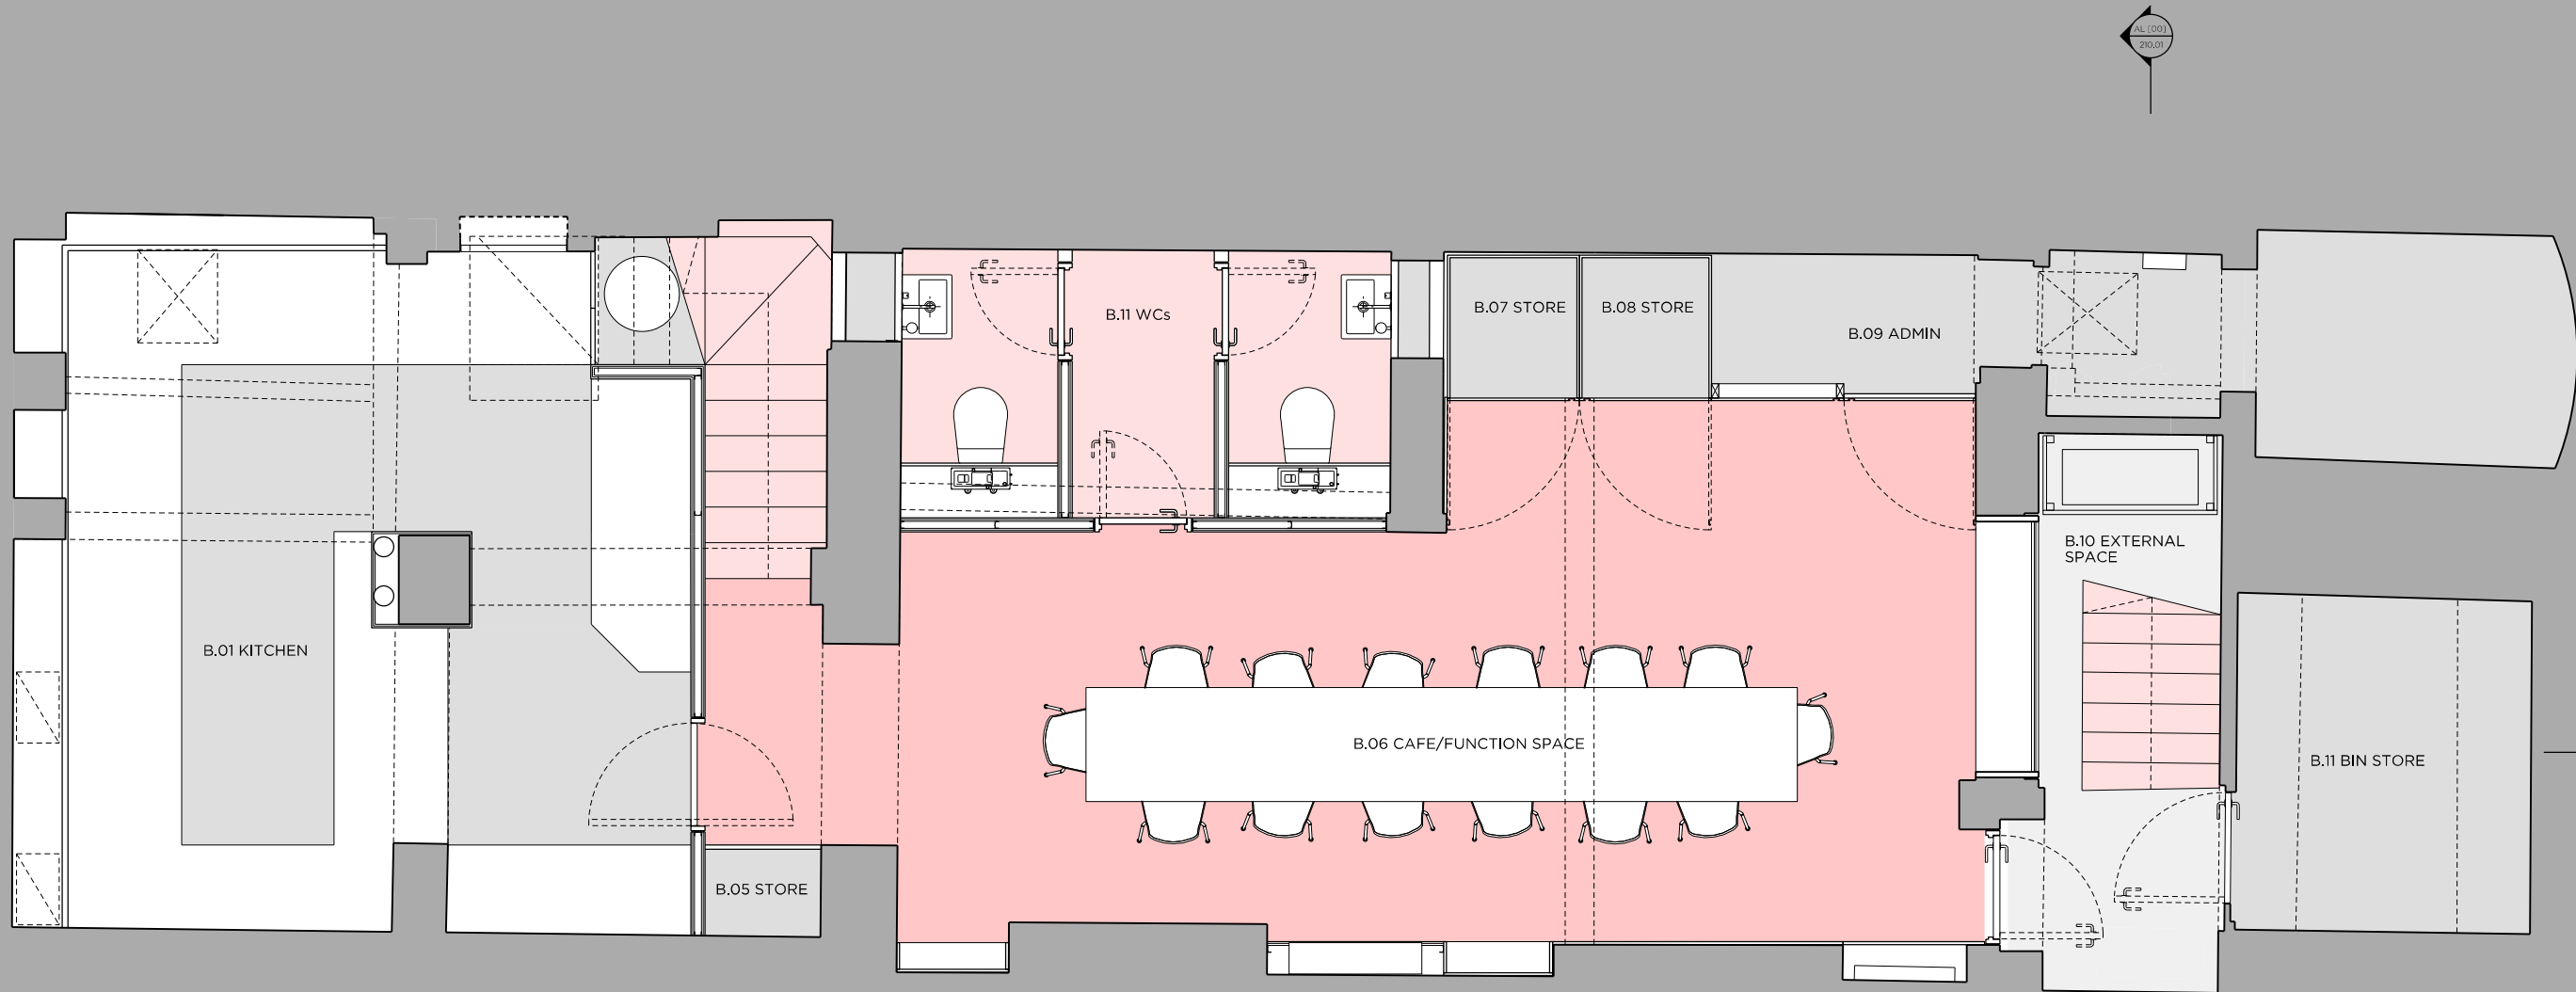 AL [00]
210.01
B.11 WCs
B.07 STORE
B.08 STORE
B.09 ADMIN
B.10 EXTERNAL
SPACE
B.01 KITCHEN
B.06 CAFE/FUNCTION SPACE
B.11 BIN STORE
B.05 STORE